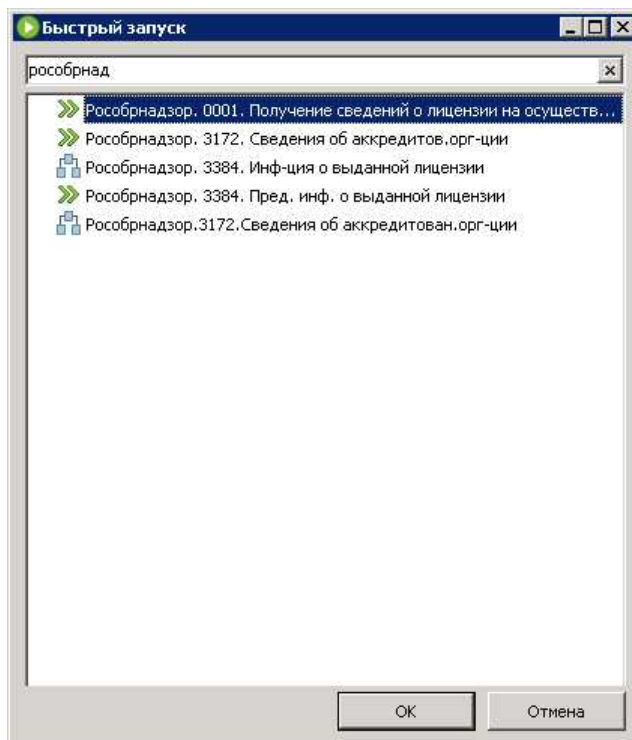 Быстрый запуск
рособрнад
Рособрнадзор. 0001. Получение сведений о лицензии на осуществ...
Рособрнадзор. 3172. Сведения об аккредитов.орг-ции
Рособрнадзор. 3384. Инф-ция о выданной лицензии
Рособрнадзор. 3384. Пред. инф. о выданной лицензии
Рособрнадзор.3172.Сведения об аккредитован.орг-ции
ОК
Отмена